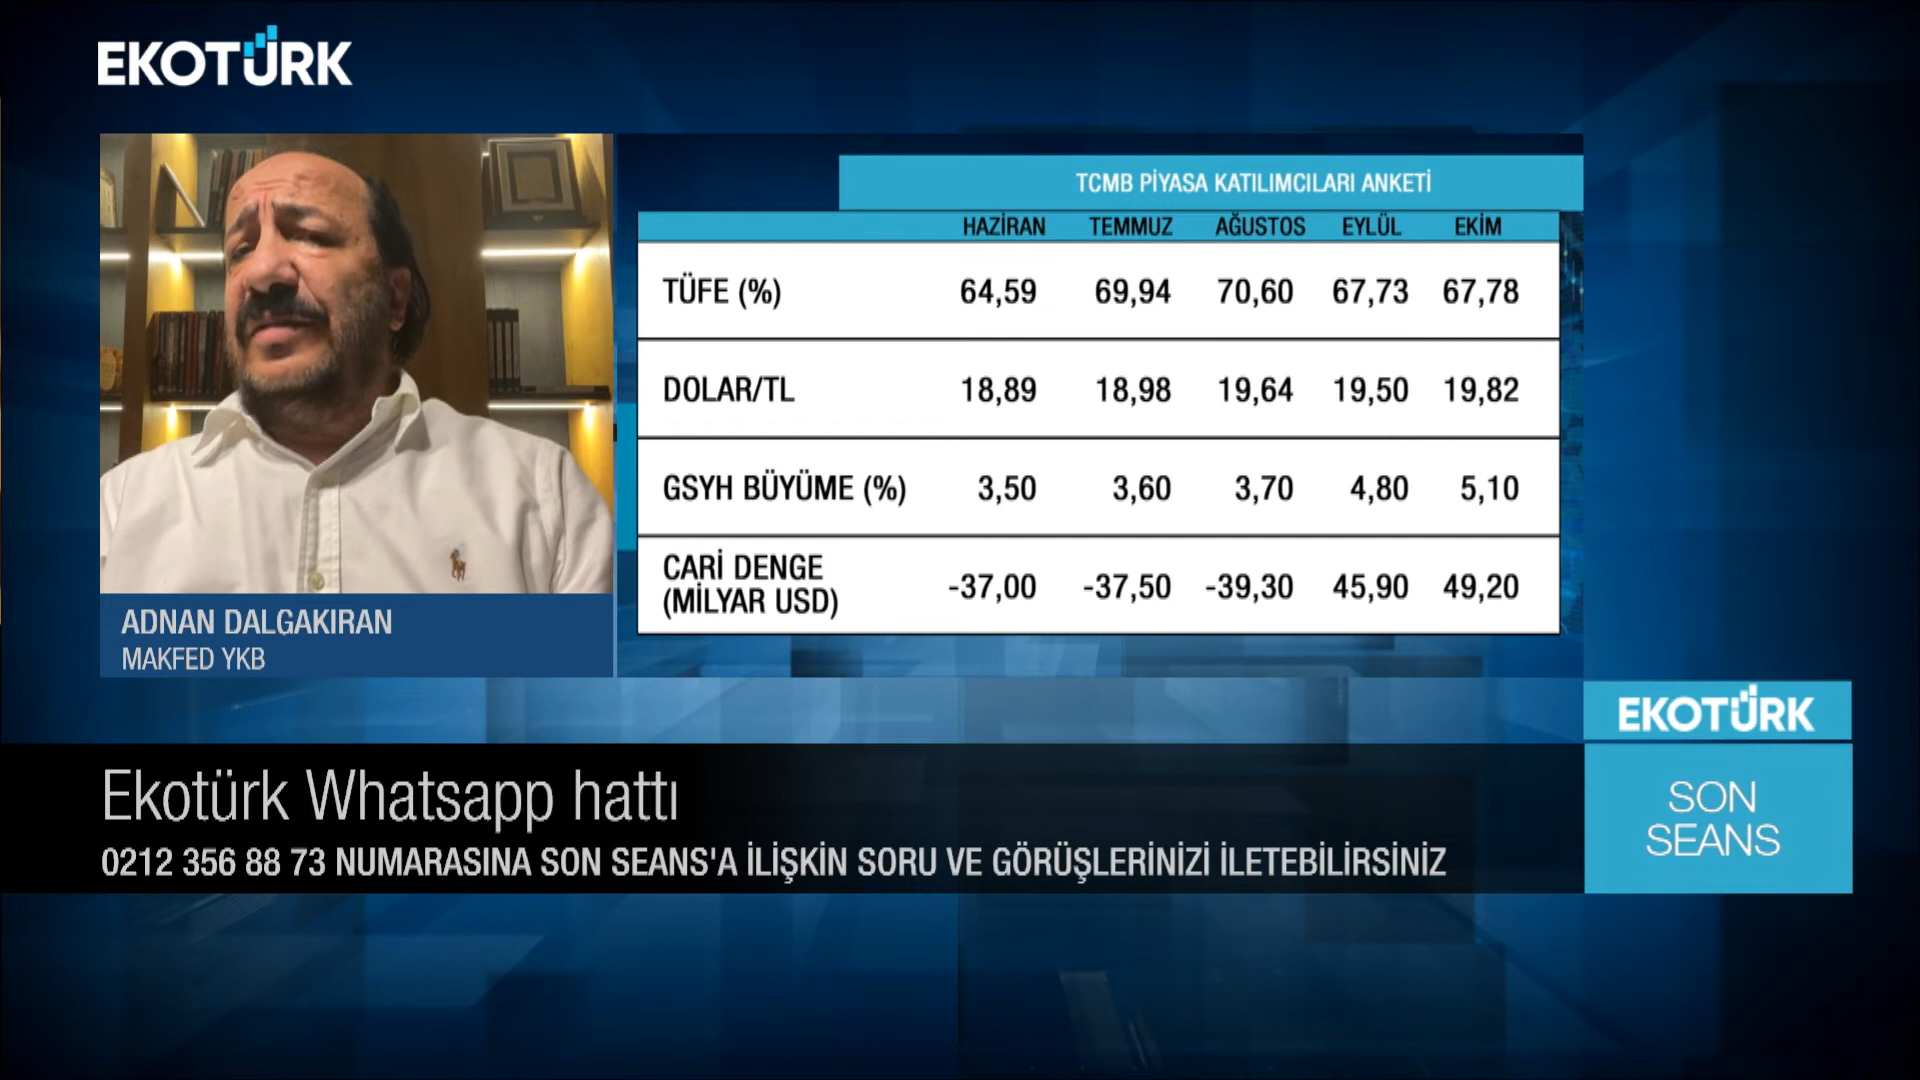 EKOTÜRK
TCMB PİYASA KATILIMCILARI ANKETİ
HAZİRAN TEMMUZ AĞUSTOS EYLÜL EKİM
TÜFE (%) 64,59 69,94 70,60 67,73 67,78
DOLAR/TL 18,89 18,98 19,64 19,50 19,82
GSYH BÜYÜME (%) 3,50 3,60 3,70 4,80 5,10
CARİ DENGE
(MİLYAR USD) -37,00 -37,50 -39,30 45,90 49,20
ADNAN DALGAKIRAN
MAKFED YKB
EKOTÜRK
SON
SEANS
Ekotürk Whatsapp hattı
0212 356 88 73 NUMARASINA SON SEANS'A İLİŞKİN SORU VE GÖRÜŞLERİNİZİ İLETEBİLİRSİNİZ